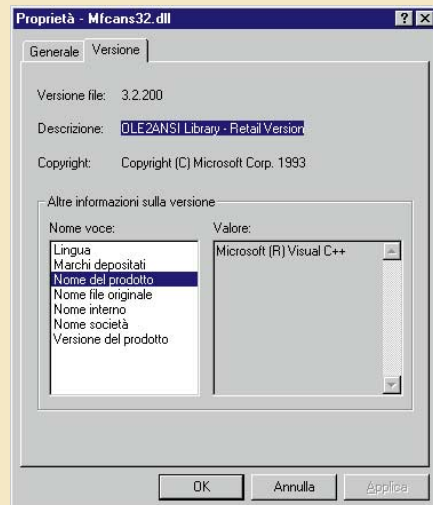 Proprietà - Mfcans32.dll
Generale
Versione
Versione file: 3.2.200
Descrizione: OLE2ANSI Library - Retail Version
Copyright: Copyright (C) Microsoft Corp. 1993
Altre informazioni sulla versione
Nome voce:
Valore:
Lingua
Marchi depositati
Nome del prodotto
Nome file originale
Nome interno
Nome società
Versione del prodotto
Microsoft (R) Visual C++
OK
Annulla
Applica